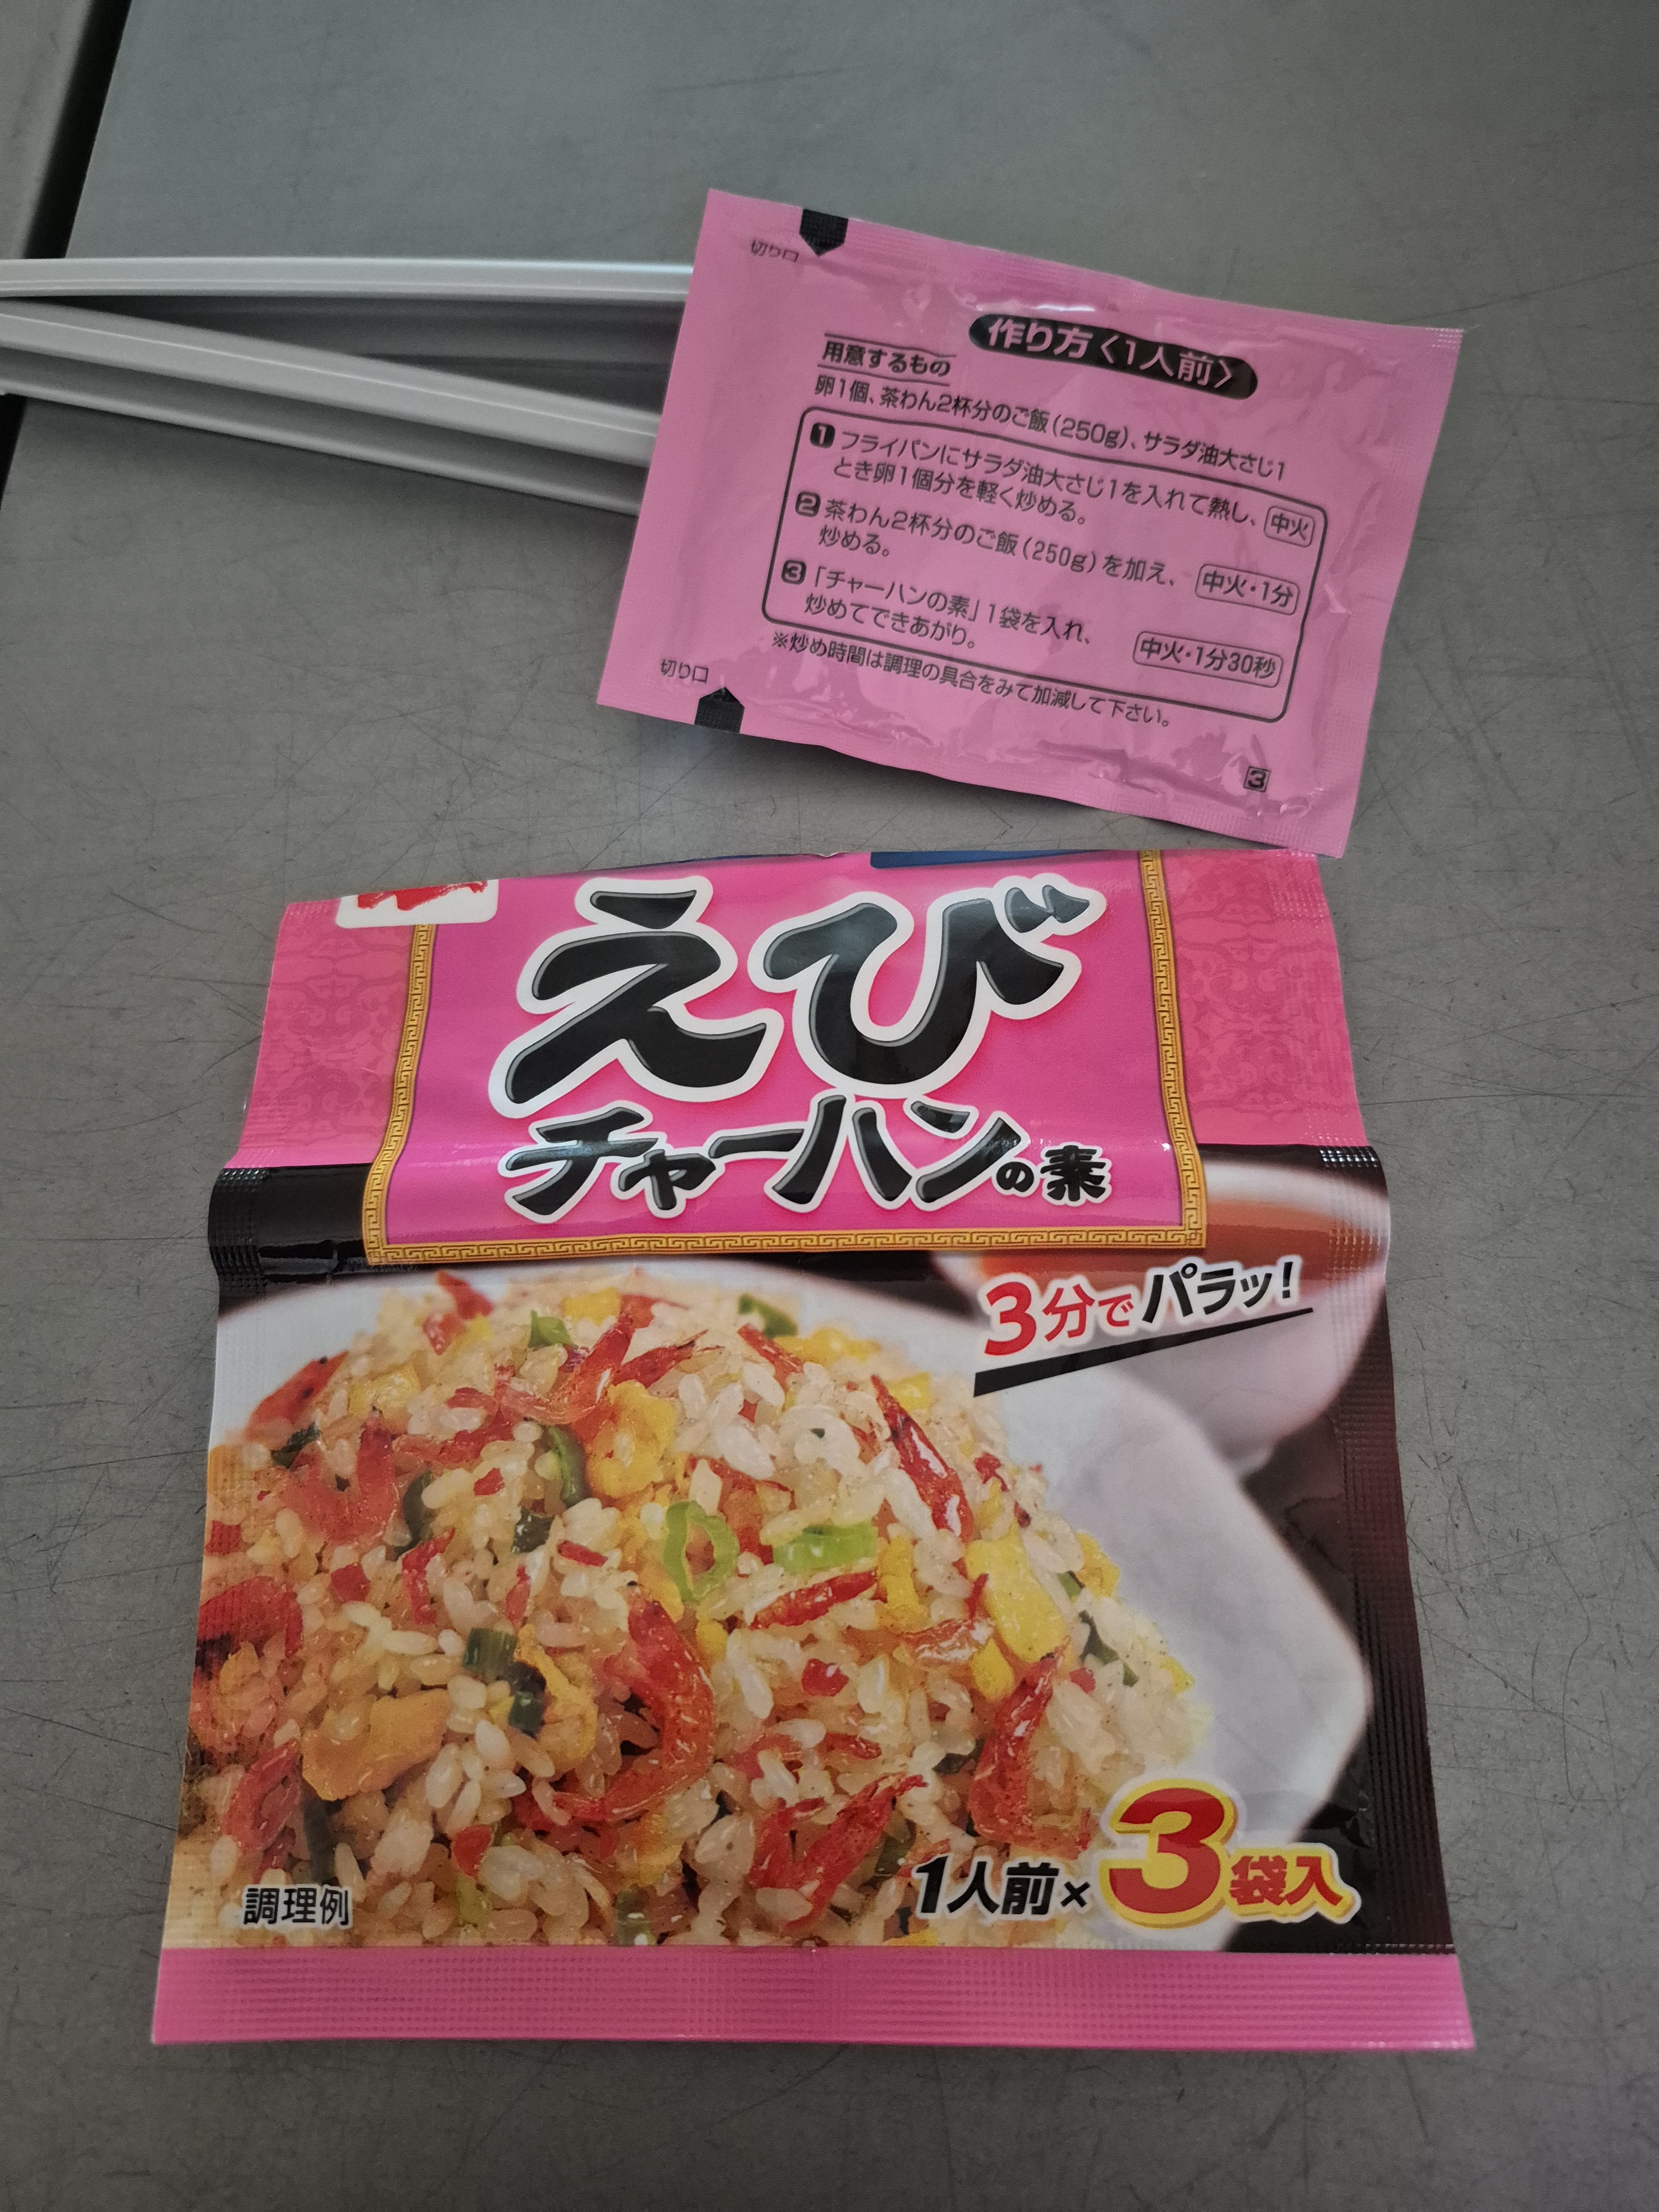 切り口
作り方〈1人前〉
用意するもの
卵1個、茶わん2杯分のご飯(250g)、サラダ油大さじ1
1 フライパンにサラダ油大さじ1を入れて熱し、 中火
とき卵1個分を軽く炒める。
2 茶わん2杯分のご飯(250g)を加え、 中火・1分
炒める。
3 「チャーハンの素」1袋を入れ、 中火・1分30秒
炒めてできあがり。
※炒め時間は調理の具合をみて加減して下さい。
切り口
3
えび
チャーハンの素
3分でパラッ!
1人前×3袋入
調理例